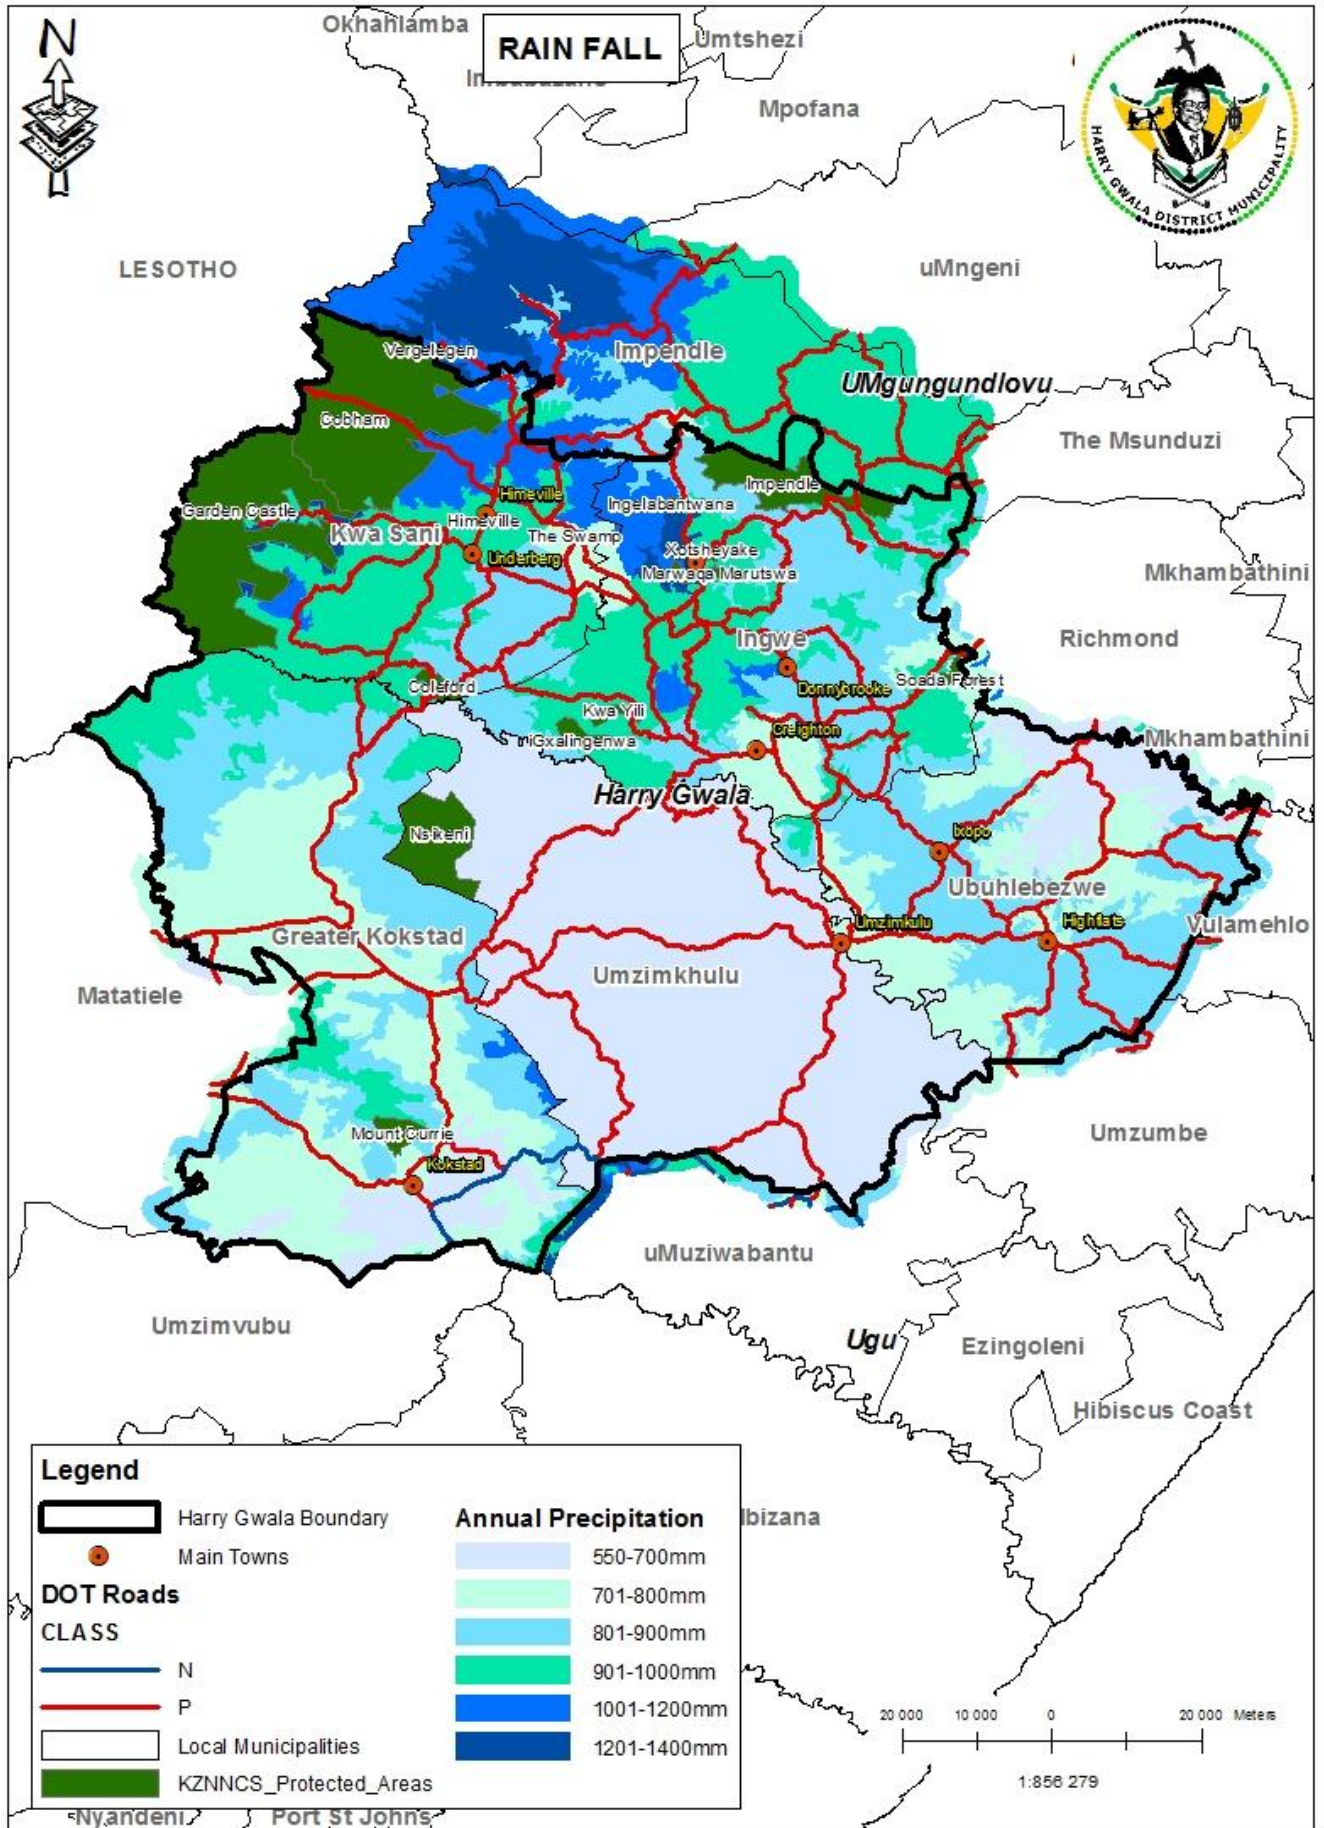 N
RAIN FALL
Okhahlamba
Umtshezi
Mpofana
HARRY GWALA DISTRICT MUNICIPALITY
LESOTHO
uMngeni
Vergelegen
Impendle
UMgungundlovu
Cobham
The Msunduzi
Impendle
Himeville
Ingelabantwana
Garden Castle
Himeville
Kwa Sani
The Swamp
Underberg
Xotsheyake
Marwaqa Marutswa
Mkhambathini
Ingwe
Richmond
Coleford
Donnybrooke
Soada Forest
Kwa Yili
iGxalingenwa
Creighton
Mkhambathini
Harry Gwala
Nsikeni
Ixopo
Ubuhlebezwe
Greater Kokstad
Umzimkulu
Highflats
Vulamehlo
Umzimkhulu
Matatiele
Mount Currie
Umzumbe
Kokstad
uMuziwabantu
Umzimvubu
Ugu
Ezingoleni
Hibiscus Coast
Legend
Harry Gwala Boundary
Main Towns
DOT Roads
CLASS
N
P
Local Municipalities
KZNNCS_Protected_Areas
Annual Precipitation
550-700mm
701-800mm
801-900mm
901-1000mm
1001-1200mm
1201-1400mm
20 000 10 000 0 20 000 Meters
1:856 279
Nyandeni
Port St Johns